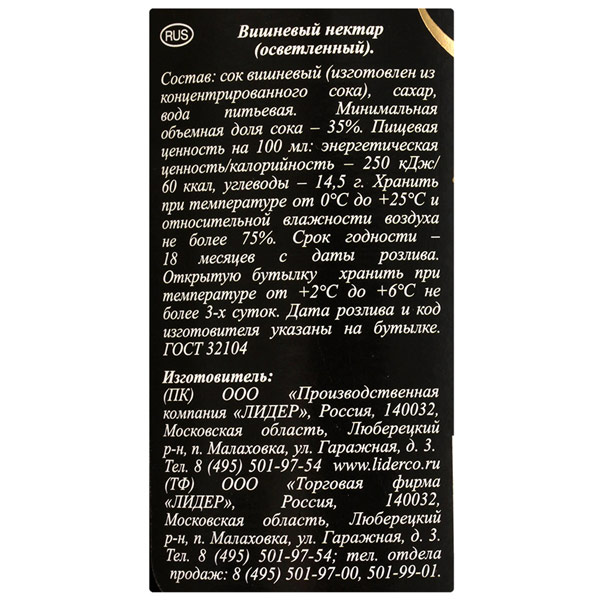 RUS
Вишневый нектар
(осветленный).
Состав: сок вишневый (изготовлен из
концентрированного сока), сахар,
вода питьевая. Минимальная
объемная доля сока – 35%. Пищевая
ценность на 100 мл: энергетическая
ценность/калорийность – 250 кДж/
60 ккал, углеводы – 14,5 г. Хранить
при температуре от 0°С до +25°С и
относительной влажности воздуха
не более 75%. Срок годности –
18 месяцев с даты розлива.
Открытую бутылку хранить при
температуре от +2°С до +6°С не
более 3-х суток. Дата розлива и код
изготовителя указаны на бутылке.
ГОСТ 32104
Изготовитель:
(ПК) ООО «Производственная
компания «ЛИДЕР», Россия, 140032,
Московская область, Люберецкий
р-н, п. Малаховка, ул. Гаражная, д. 3.
Тел. 8 (495) 501-97-54 www.liderco.ru
(ТФ) ООО «Торговая фирма
«ЛИДЕР», Россия, 140032,
Московская область, Люберецкий
р-н, п. Малаховка, ул. Гаражная, д. 3.
Тел. 8 (495) 501-97-54; тел. отдела
продаж: 8 (495) 501-97-00, 501-99-01.